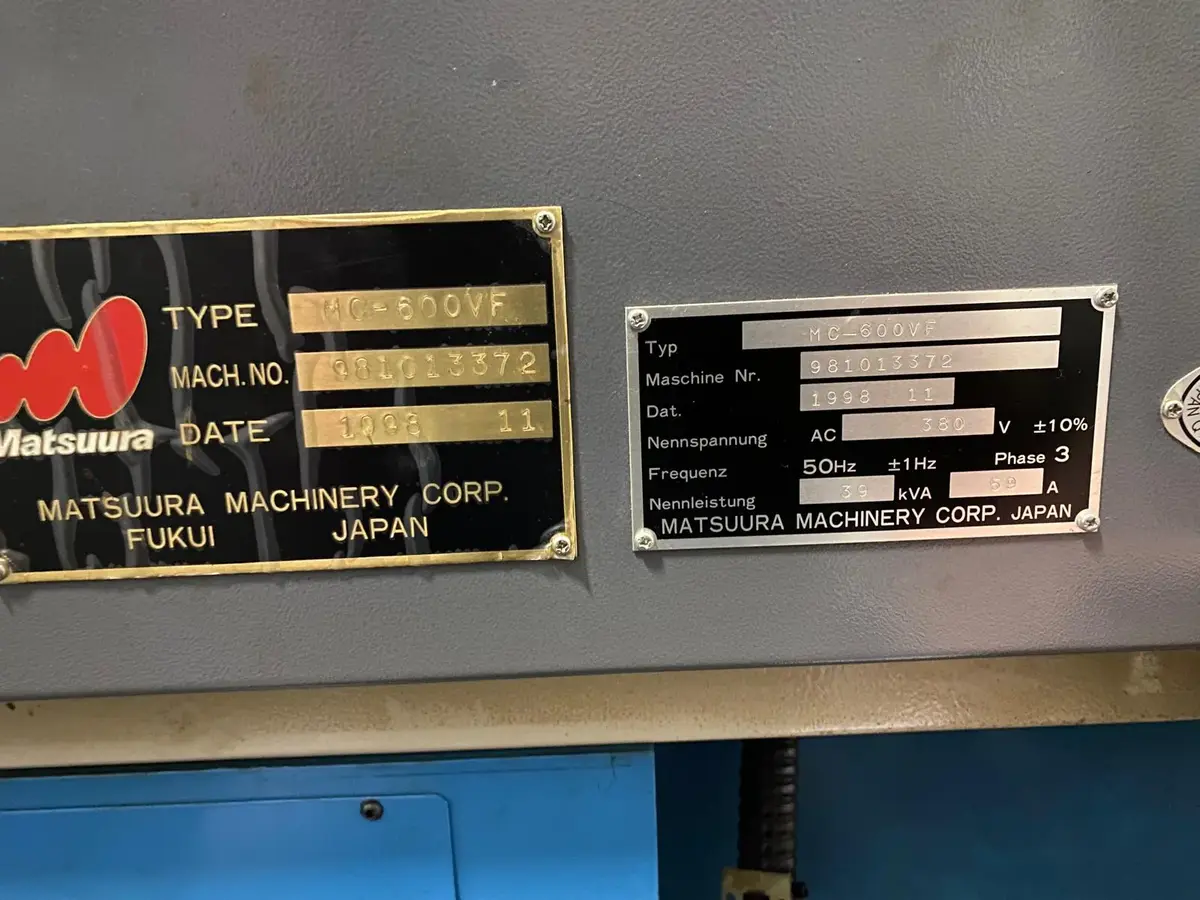 TYPE MC-600VF
MACH.NO. 981013372
DATE 1998 11
Matsuura
MATSUURA MACHINERY CORP.
FUKUI JAPAN
Typ MC-600VF
Maschine Nr. 981013372
Dat. 1998 11
Nennspannung AC 380 V ±10%
Frequenz 50Hz ±1Hz Phase 3
Nennleistung 39 kVA 59 A
MATSUURA MACHINERY CORP. JAPAN